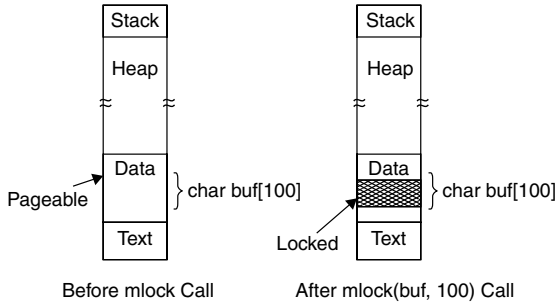 Stack
Heap
Data
Pageable
char buf[100]
Text
Before mlock Call
Stack
Heap
Data
char buf[100]
Locked
Text
After mlock(buf, 100) Call